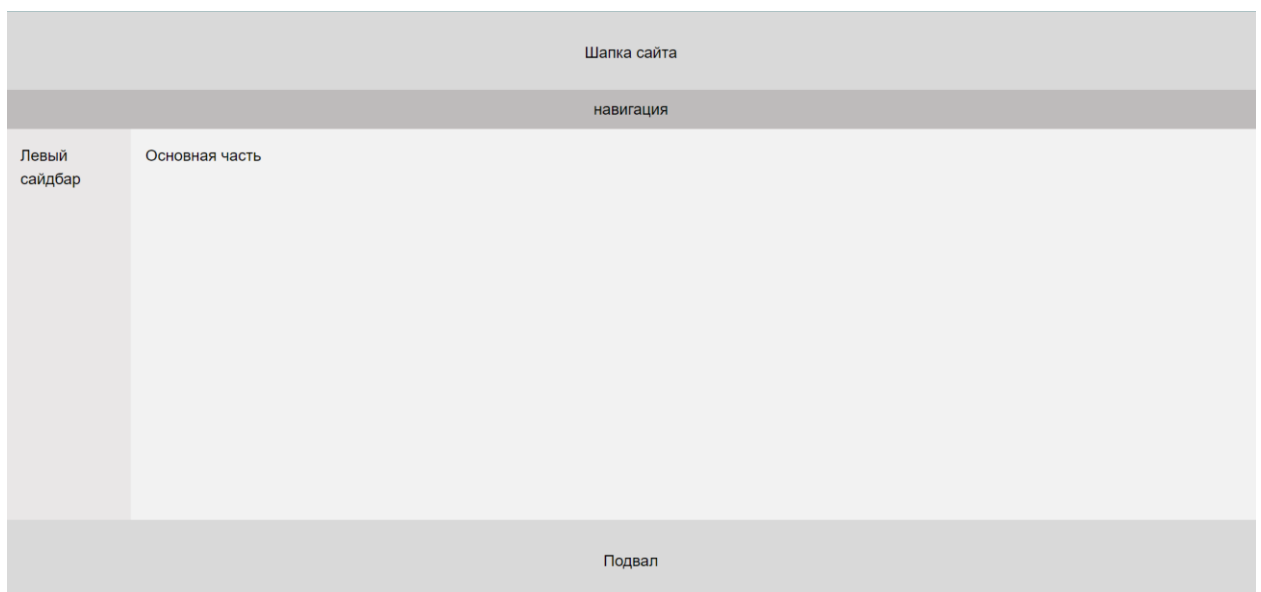 Шапка сайта
навигация
Левый
сайдбар
Основная часть
Подвал